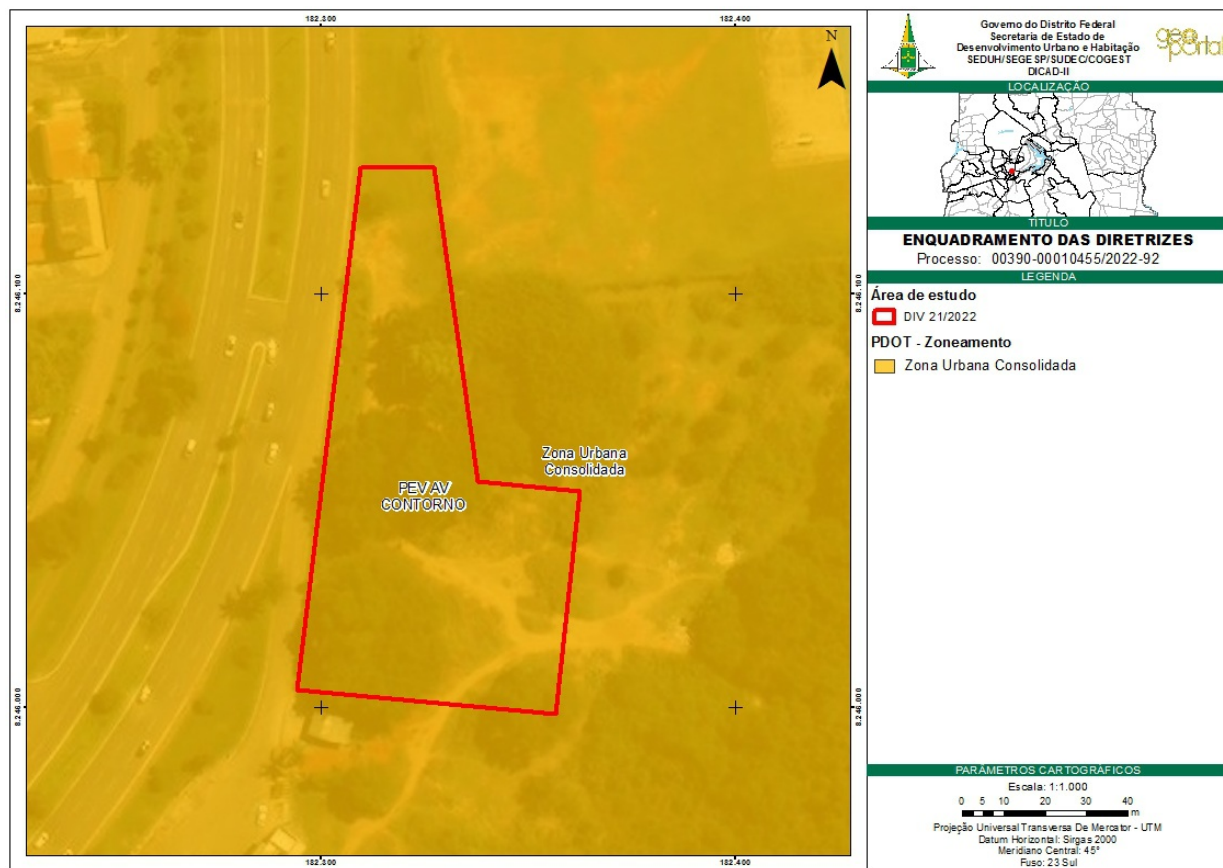 182.300
182.400
N
8.246.100
8.246.100
Zona Urbana
Consolidada
PEV AV
CONTORNO
8.246.000
8.246.000
182.300
182.400
Governo do Distrito Federal
Secretaria de Estado de
Desenvolvimento Urbano e Habitação
SEDUH/SEGESP/SUDEC/COGEST
DICAD-II
geoportal
LOCALIZAÇÃO
TÍTULO
ENQUADRAMENTO DAS DIRETRIZES
Processo: 00390-00010455/2022-92
LEGENDA
Área de estudo
DIV 21/2022
PDOT - Zoneamento
Zona Urbana Consolidada
PARÂMETROS CARTOGRÁFICOS
Escala: 1:1.000
0 5 10 20 30 40
m
Projeção Universal Transversa De Mercator - UTM
Datum Horizontal: Sirgas 2000
Meridiano Central: 45°
Fuso: 23 Sul